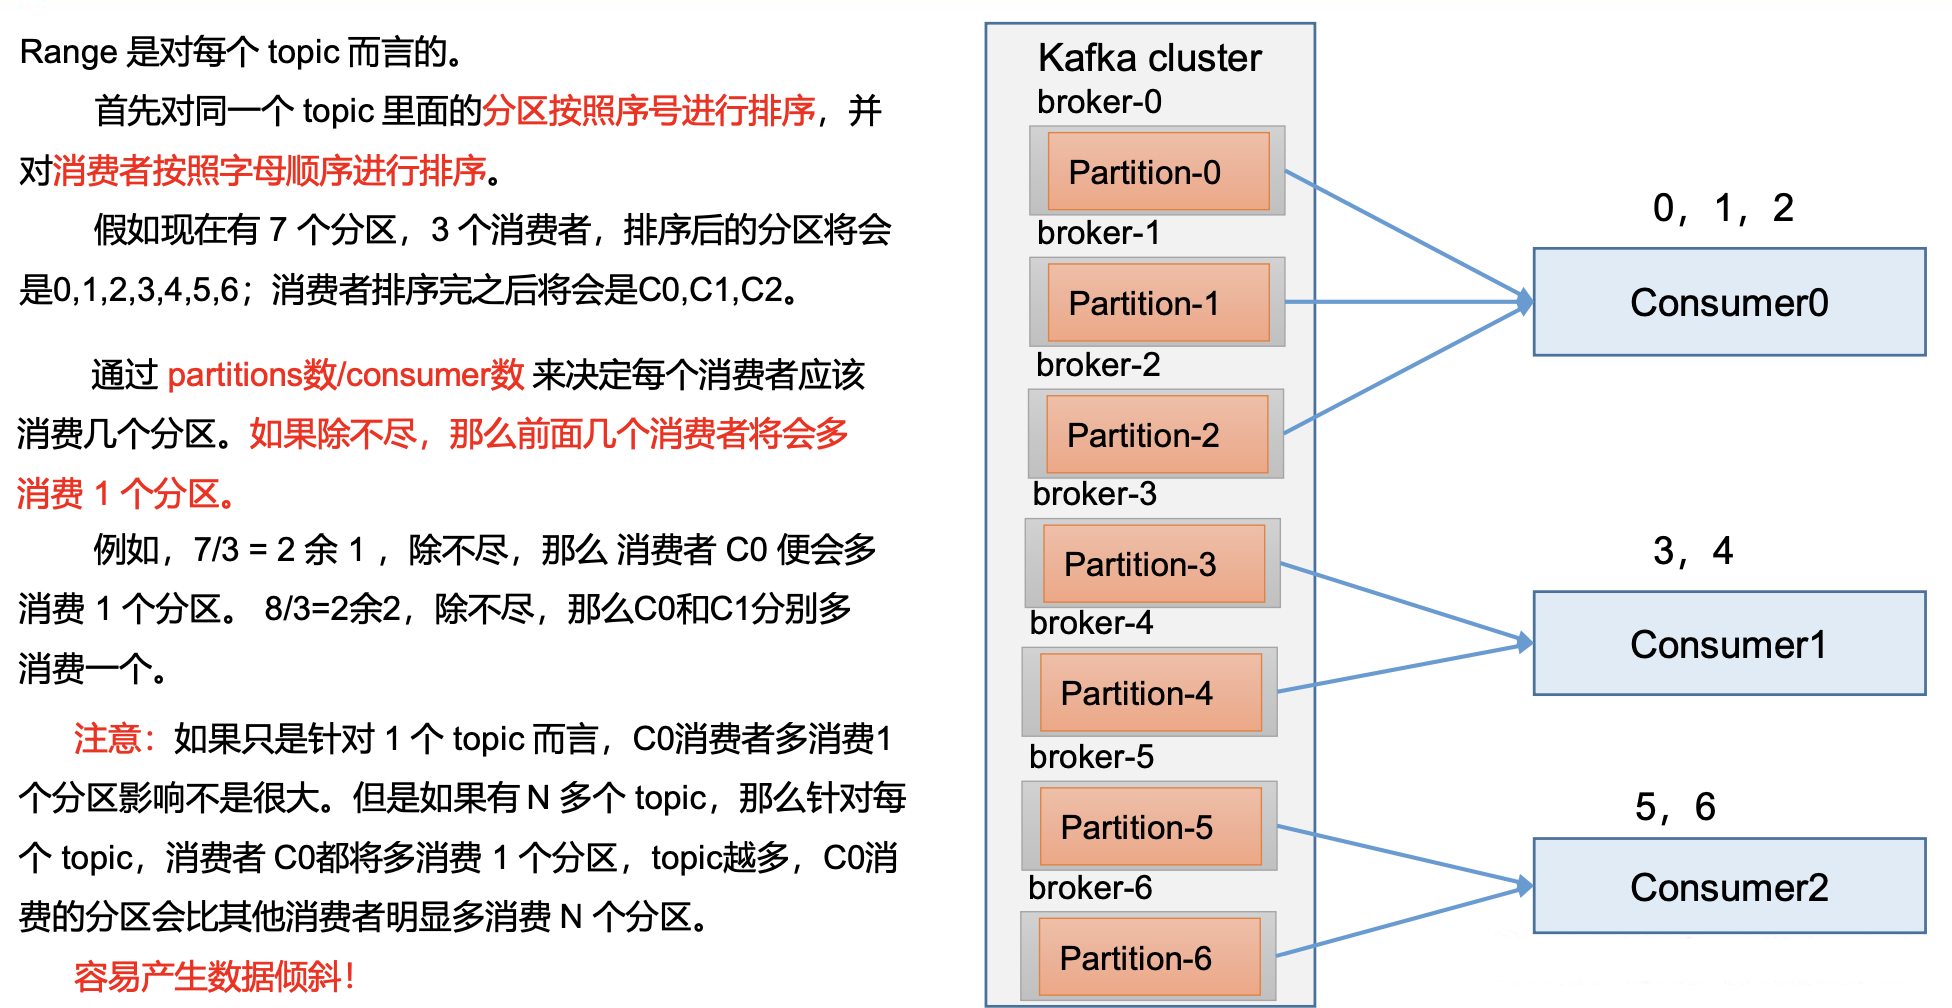 Range 是对每个 topic 而言的。
首先对同一个 topic 里面的分区按照序号进行排序，并
对消费者按照字母顺序进行排序。
假如现在有 7 个分区，3 个消费者，排序后的分区将会
是0,1,2,3,4,5,6；消费者排序完之后将会是C0,C1,C2。
通过 partitions数/consumer数 来决定每个消费者应该
消费几个分区。如果除不尽，那么前面几个消费者将会多
消费 1 个分区。
例如，7/3 = 2 余 1 ，除不尽，那么 消费者 C0 便会多
消费 1 个分区。 8/3=2余2，除不尽，那么C0和C1分别多
消费一个。
注意：如果只是针对 1 个 topic 而言，C0消费者多消费1
个分区影响不是很大。但是如果有 N 多个 topic，那么针对每
个 topic，消费者 C0都将多消费 1 个分区，topic越多，C0消
费的分区会比其他消费者明显多消费 N 个分区。
容易产生数据倾斜！
Kafka cluster
broker-0
Partition-0
broker-1
Partition-1
broker-2
Partition-2
broker-3
Partition-3
broker-4
Partition-4
broker-5
Partition-5
broker-6
Partition-6
0，1，2
Consumer0
3，4
Consumer1
5，6
Consumer2